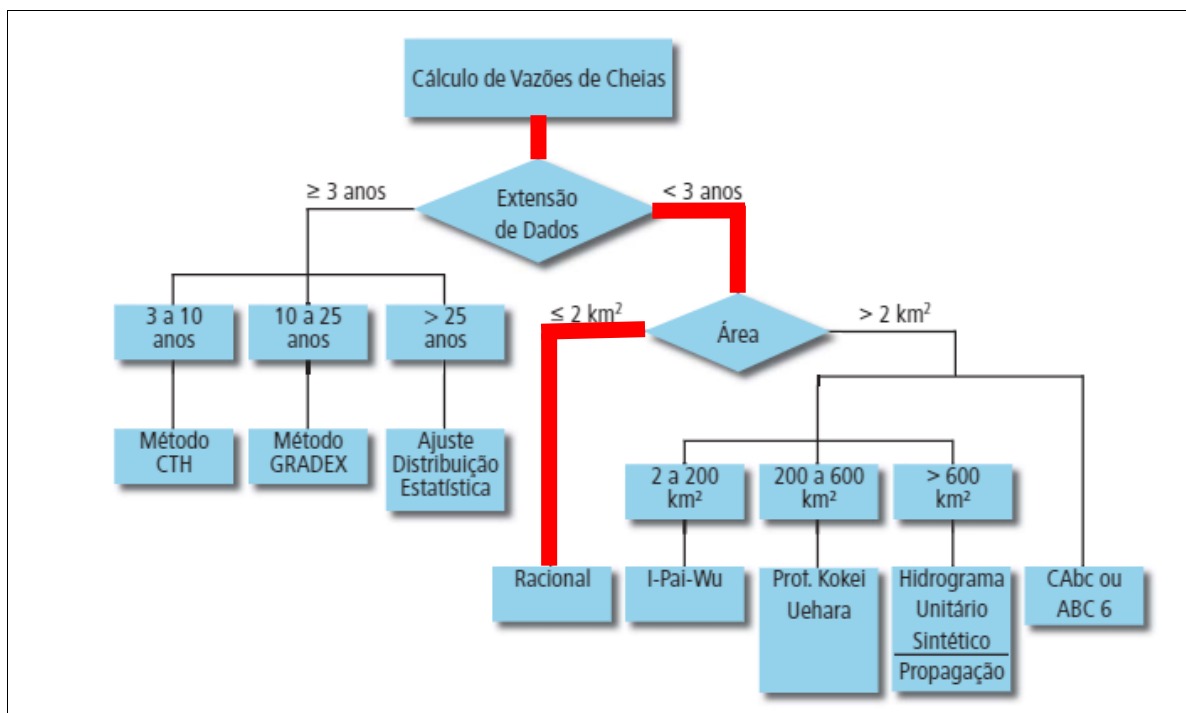 Cálculo de Vazões de Cheias
≥ 3 anos
Extensão
de Dados
< 3 anos
3 a 10
anos
10 a 25
anos
> 25
anos
≤ 2 km²
Área
> 2 km²
Método
CTH
Método
GRADEX
Ajuste
Distribuição
Estatística
2 a 200
km²
200 a 600
km²
> 600
km²
Racional
I-Pai-Wu
Prof. Kokei
Uehara
Hidrograma
Unitário
Sintético
Propagação
CAbc ou
ABC 6